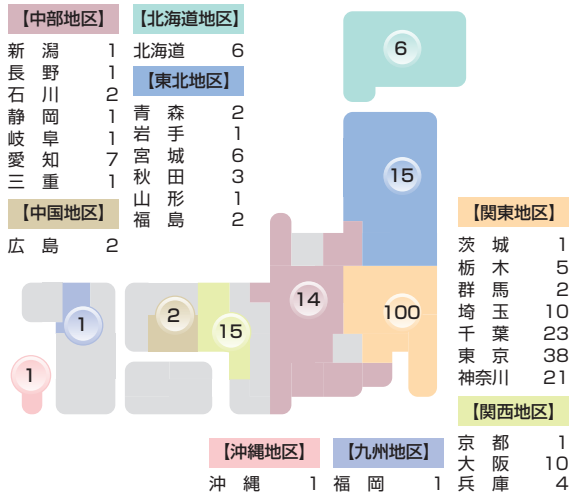 【中部地区】
新潟 1
長野 1
石川 2
静岡 1
岐阜 1
愛知 7
三重 1
【中国地区】
広島 2
【北海道地区】
北海道 6
【東北地区】
青森 2
岩手 1
宮城 6
秋田 3
山形 1
福島 2
6
15
14
100
2
15
1
1
【関東地区】
茨城 1
栃木 5
群馬 2
埼玉 10
千葉 23
東京 38
神奈川 21
【関西地区】
京都 1
大阪 10
兵庫 4
【沖縄地区】
沖縄 1
【九州地区】
福岡 1